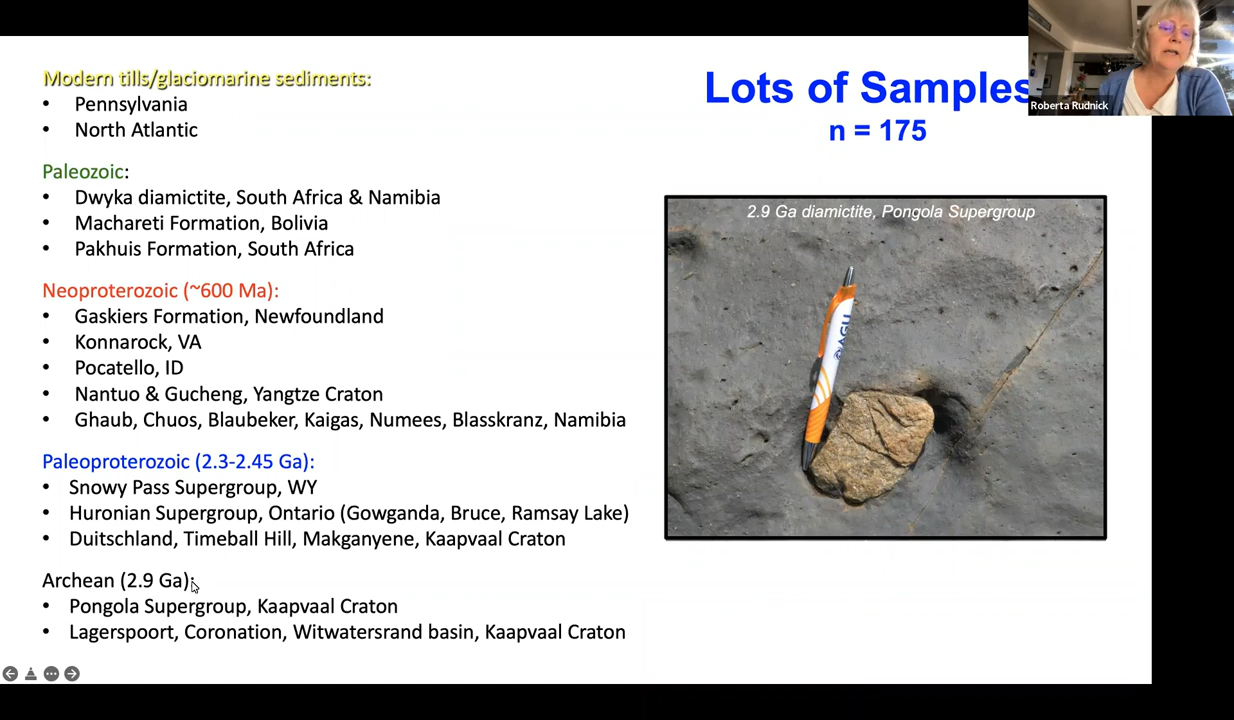 Modern tills/glaciomarine sediments:
• Pennsylvania
• North Atlantic
Paleozoic:
• Dwyka diamictite, South Africa & Namibia
• Machareti Formation, Bolivia
• Pakhuis Formation, South Africa
Neoproterozoic (~600 Ma):
• Gaskiers Formation, Newfoundland
• Konnarock, VA
• Pocatello, ID
• Nantuo & Gucheng, Yangtze Craton
• Ghaub, Chuos, Blaubeker, Kaigas, Numees, Blasskranz, Namibia
Paleoproterozoic (2.3-2.45 Ga):
• Snowy Pass Supergroup, WY
• Huronian Supergroup, Ontario (Gowganda, Bruce, Ramsay Lake)
• Duitschland, Timeball Hill, Makganyene, Kaapvaal Craton
Archean (2.9 Ga):
• Pongola Supergroup, Kaapvaal Craton
• Lagerspoort, Coronation, Witwatersrand basin, Kaapvaal Craton
Lots of Samples
n = 175
2.9 Ga diamictite, Pongola Supergroup
AGU
Roberta Rudnick